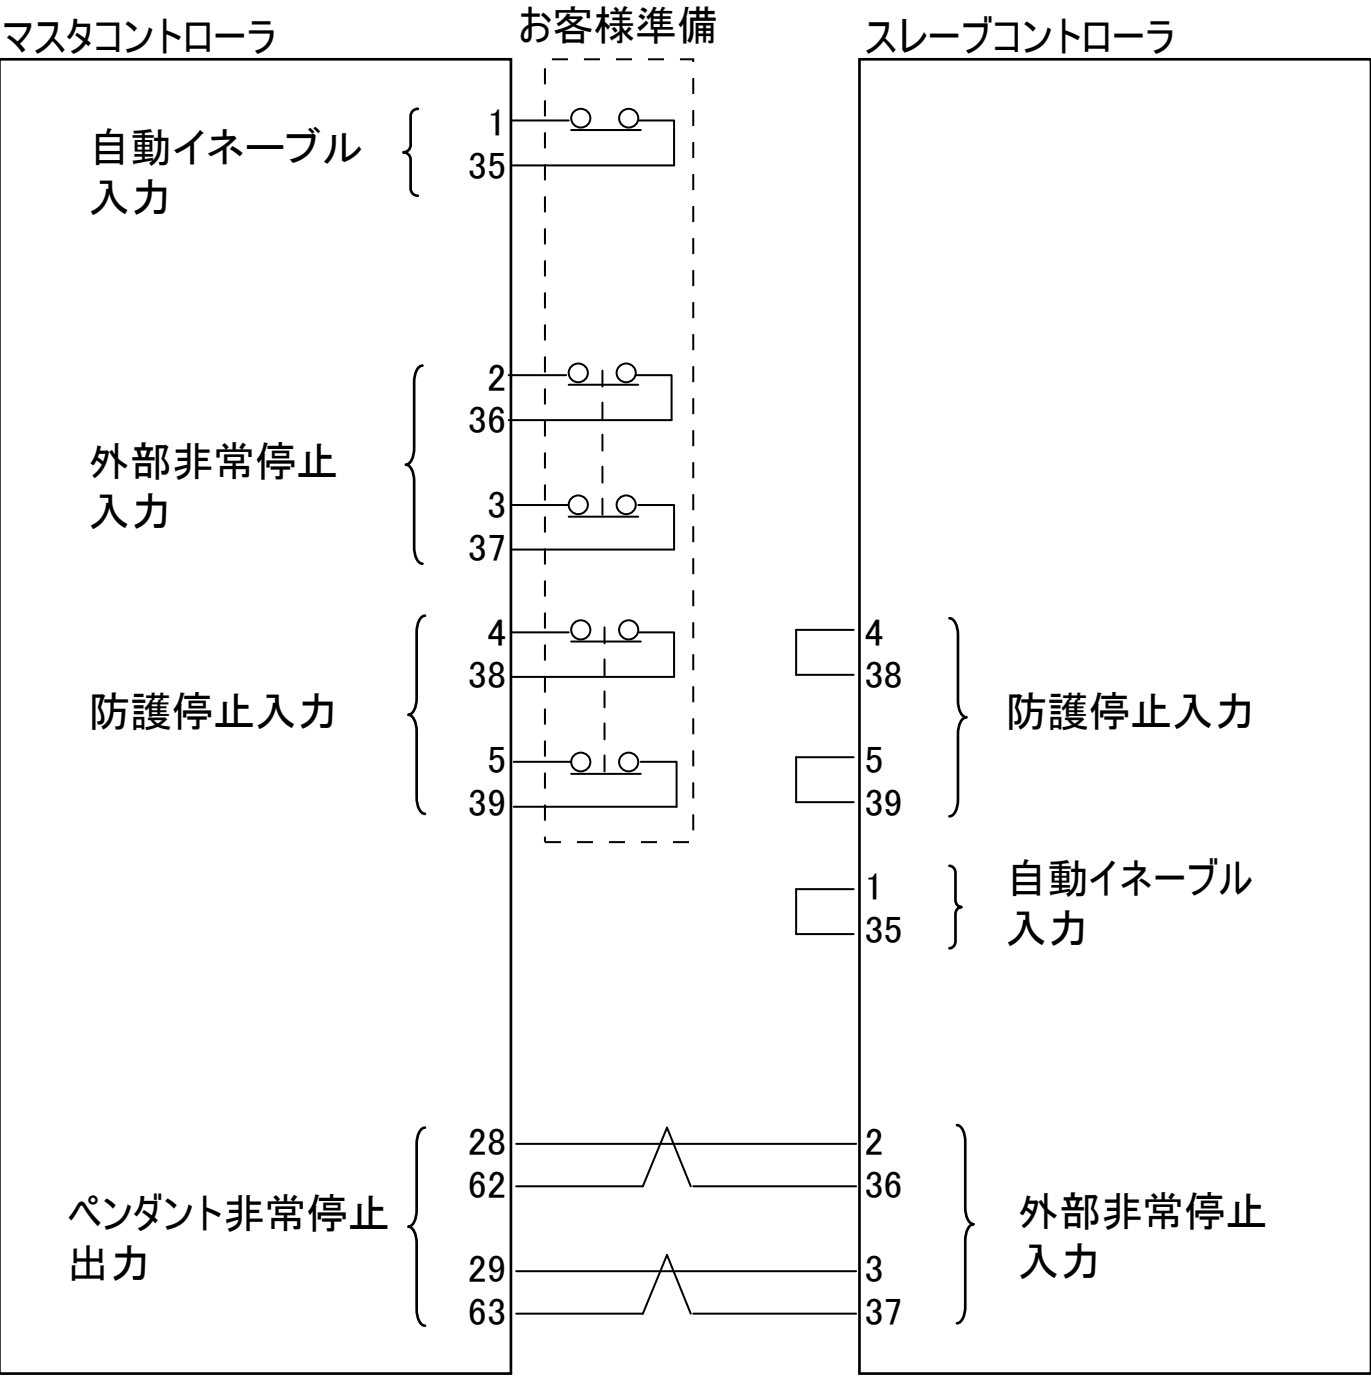 マスタコントローラ
お客様準備
スレーブコントローラ
自動イネーブル
入力
1
35
外部非常停止
入力
2
36
3
37
防護停止入力
4
38
5
39
4
38
5
39
防護停止入力
1
35
自動イネーブル
入力
ペンダント非常停止
出力
28
62
29
63
2
36
3
37
外部非常停止
入力